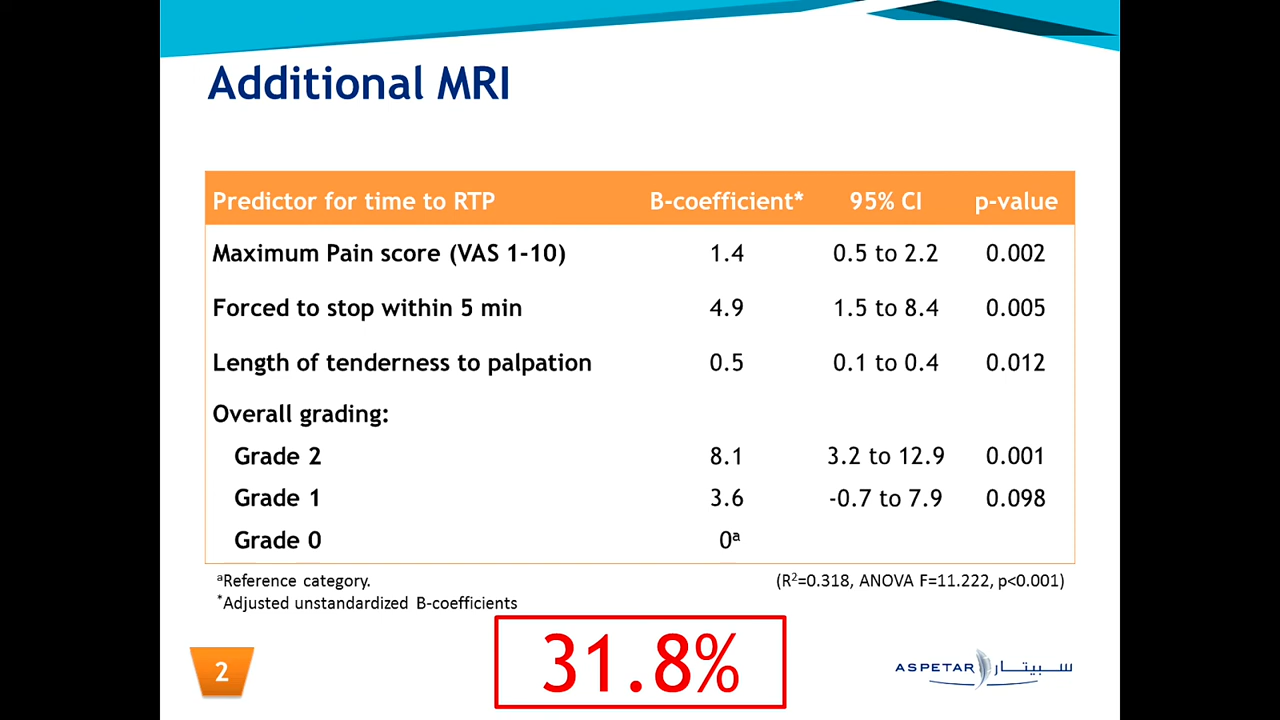 Additional MRI
Predictor for time to RTP B-coefficient* 95% CI p-value
Maximum Pain score (VAS 1-10) 1.4 0.5 to 2.2 0.002
Forced to stop within 5 min 4.9 1.5 to 8.4 0.005
Length of tenderness to palpation 0.5 0.1 to 0.4 0.012
Overall grading:
Grade 2 8.1 3.2 to 12.9 0.001
Grade 1 3.6 -0.7 to 7.9 0.098
Grade 0 0ᵃ
ᵃReference category. (R²=0.318, ANOVA F=11.222, p<0.001)
*Adjusted unstandardized B-coefficients
31.8%
2
ASPETAR سبيتار